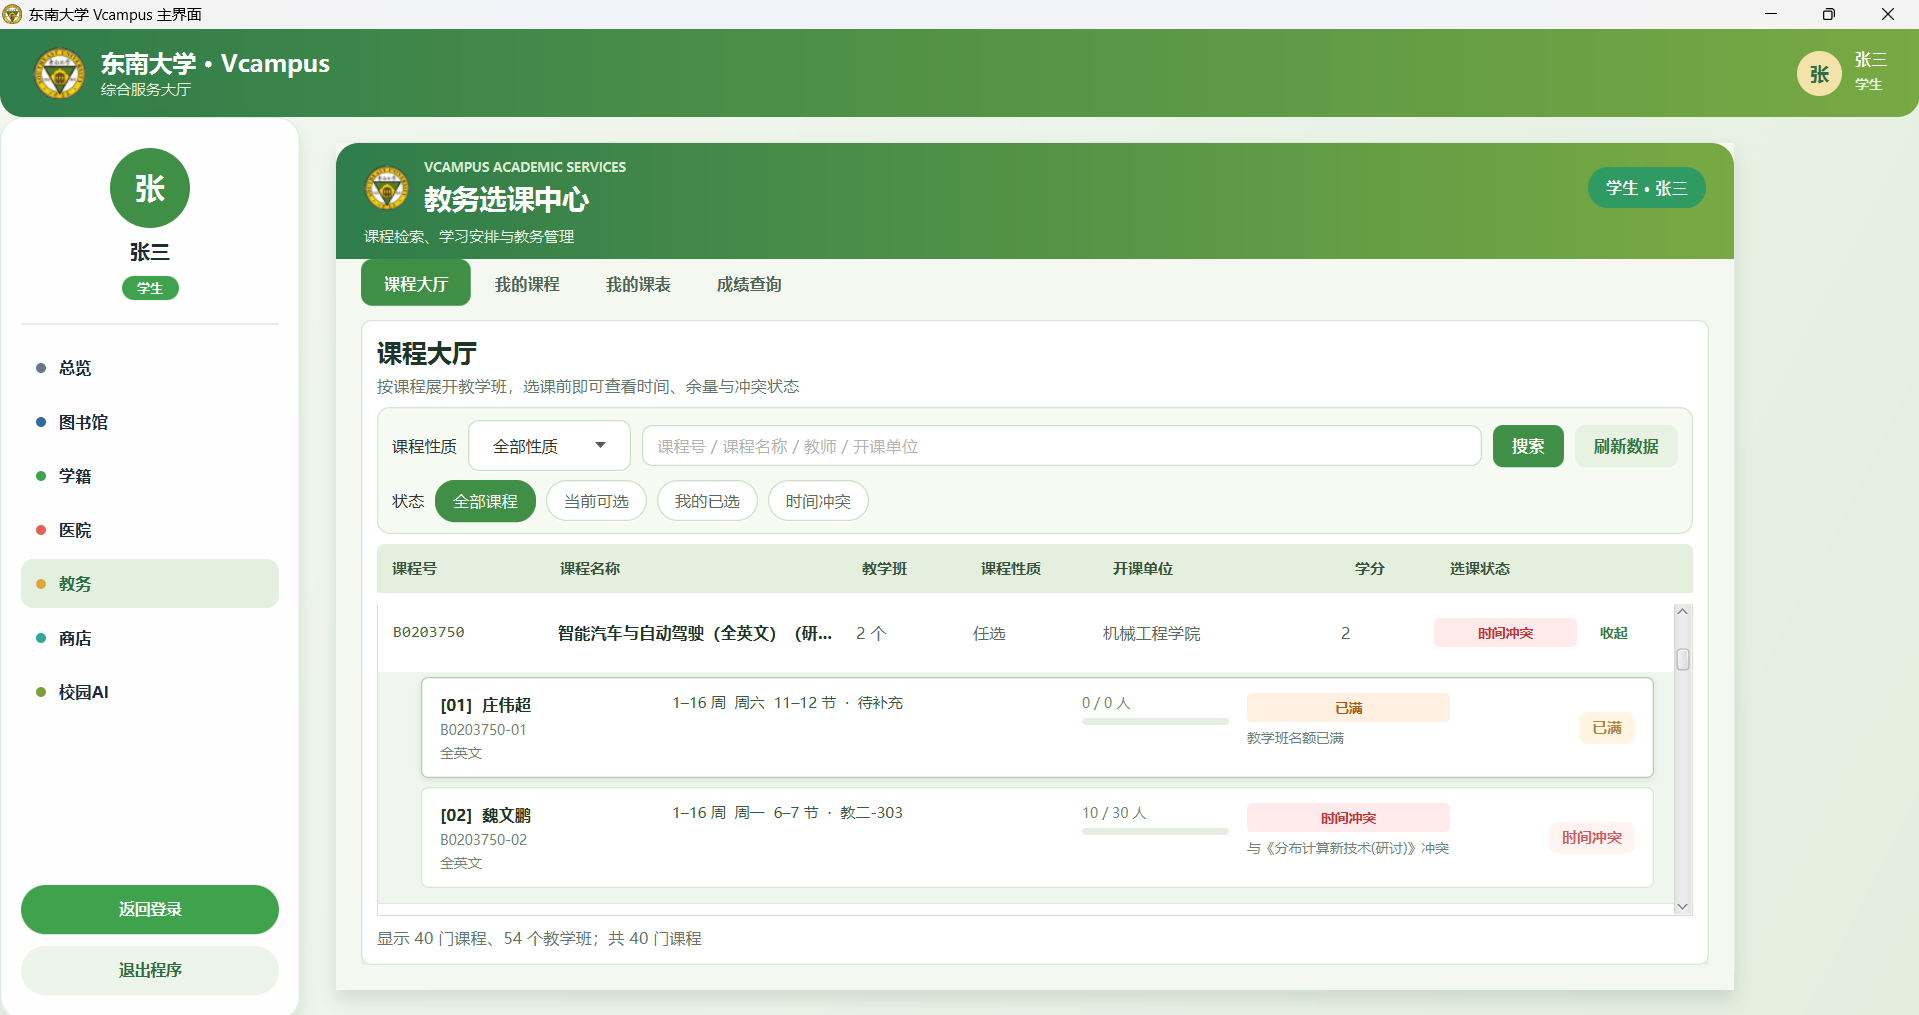 东南大学 Vcampus 主界面
东南大学 • Vcampus
综合服务大厅
张
张三
学生
张
张三
学生
总览
图书馆
学籍
医院
教务
商店
校园AI
返回登录
退出程序
VCAMPUS ACADEMIC SERVICES
教务选课中心
课程检索、学习安排与教务管理
学生 • 张三
课程大厅 我的课程 我的课表 成绩查询
课程大厅
按课程展开教学班，选课前即可查看时间、余量与冲突状态
课程性质 全部性质 课程号 / 课程名称 / 教师 / 开课单位 搜索 刷新数据
状态 全部课程 当前可选 我的已选 时间冲突
课程号 课程名称 教学班 课程性质 开课单位 学分 选课状态
B0203750 智能汽车与自动驾驶（全英文）（研... 2 个 任选 机械工程学院 2 时间冲突 收起
[01] 庄伟超 1–16 周 周六 11–12 节 · 待补充 0 / 0 人 已满
B0203750-01 教学班名额已满 已满
全英文
[02] 魏文鹏 1–16 周 周一 6–7 节 · 教二-303 10 / 30 人 时间冲突
B0203750-02 与《分布计算新技术(研讨)》冲突 时间冲突
全英文
显示 40 门课程、54 个教学班；共 40 门课程